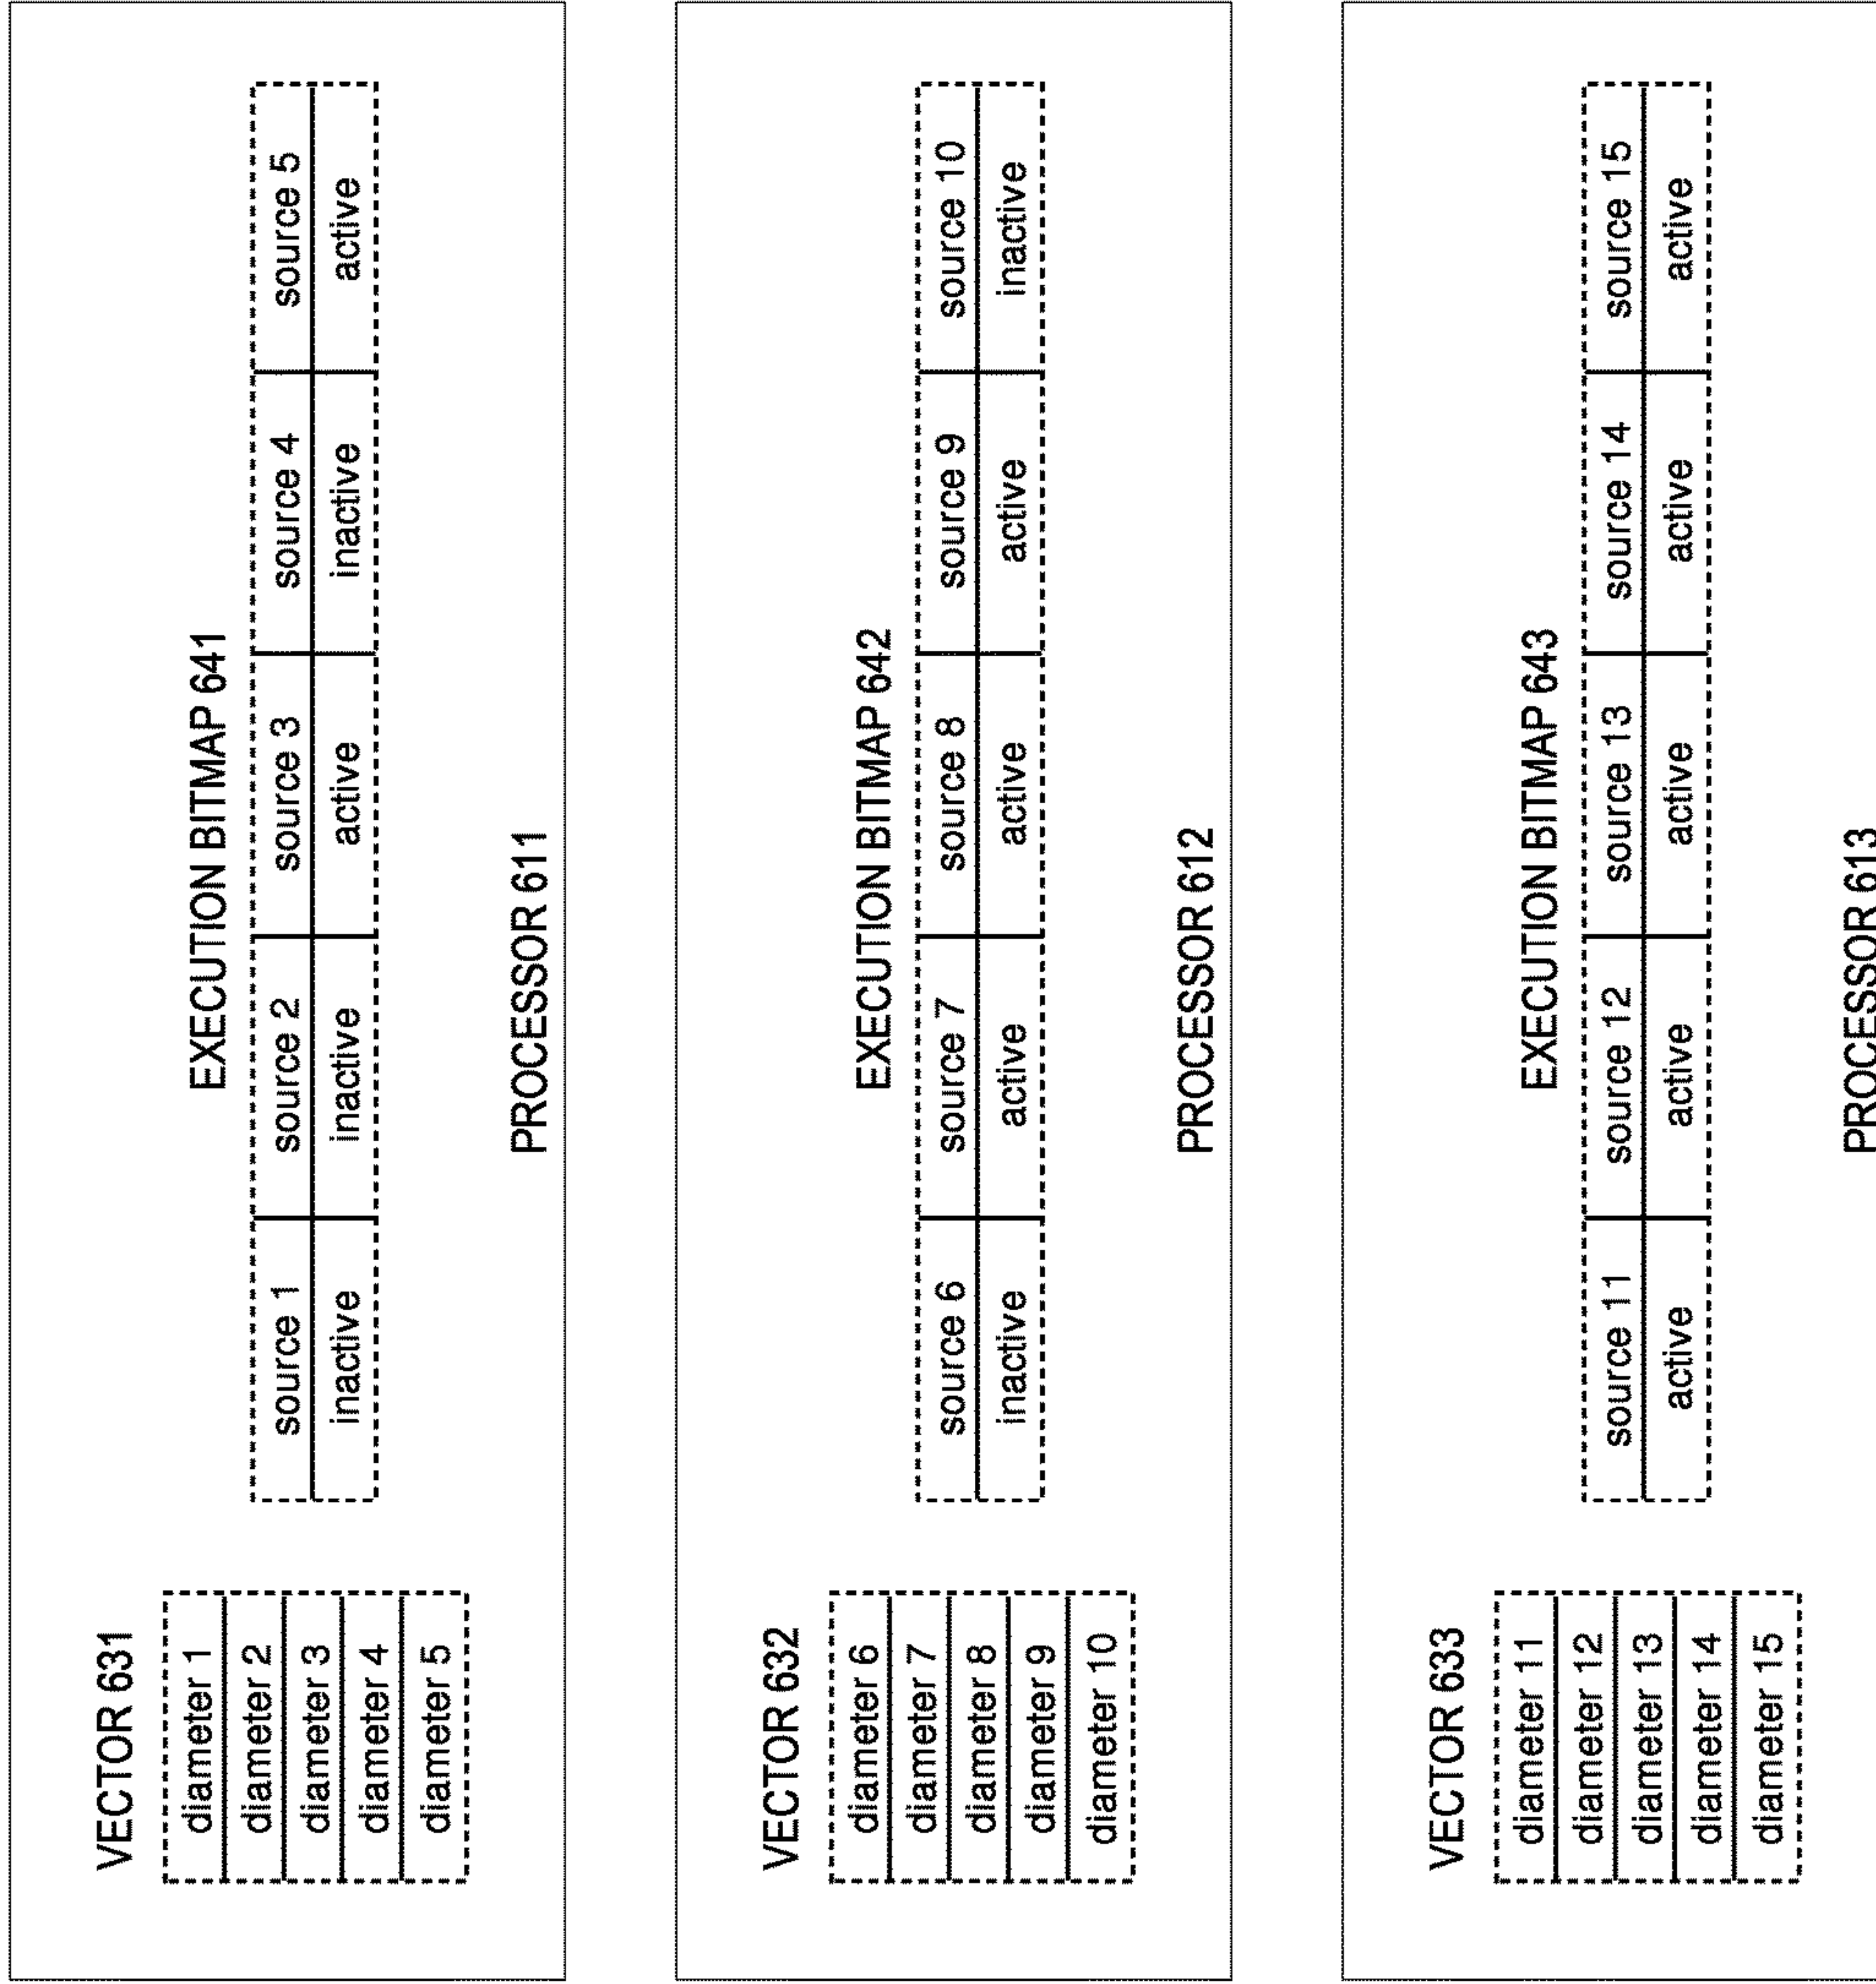 VECTOR 631
diameter 1
diameter 2
diameter 3
diameter 4
diameter 5
EXECUTION BITMAP 641
source 1 source 2 source 3 source 4 source 5
inactive inactive active inactive active
PROCESSOR 611
VECTOR 632
diameter 6
diameter 7
diameter 8
diameter 9
diameter 10
EXECUTION BITMAP 642
source 6 source 7 source 8 source 9 source 10
inactive active active active inactive
PROCESSOR 612
VECTOR 633
diameter 11
diameter 12
diameter 13
diameter 14
diameter 15
EXECUTION BITMAP 643
source 11 source 12 source 13 source 14 source 15
active active active active active
PROCESSOR 613